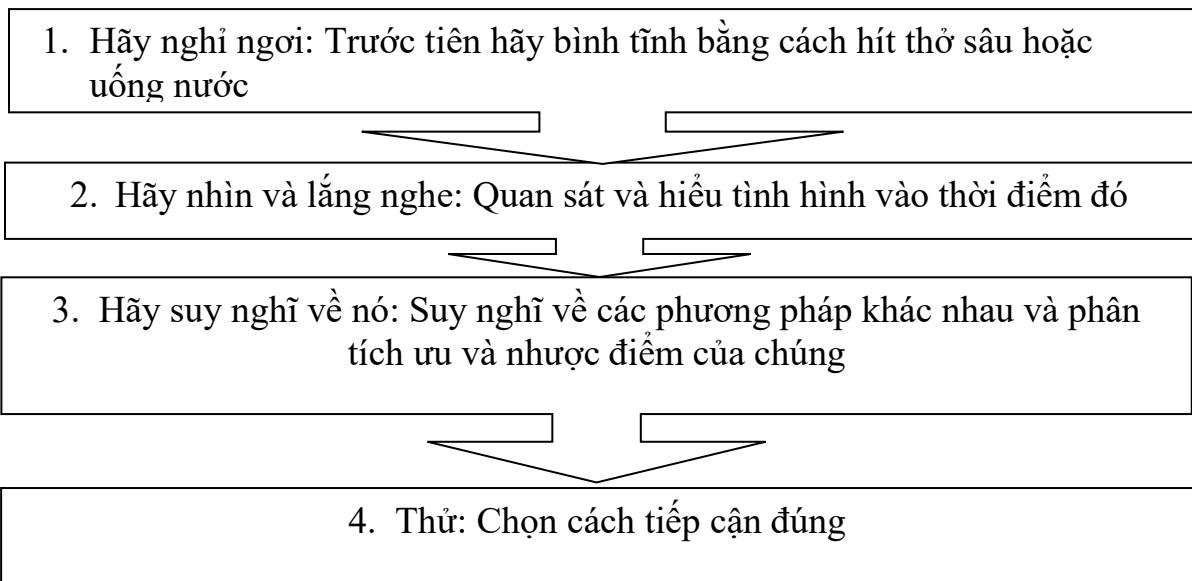 1. Hãy nghỉ ngơi: Trước tiên hãy bình tĩnh bằng cách hít thở sâu hoặc
uống nước
2. Hãy nhìn và lắng nghe: Quan sát và hiểu tình hình vào thời điểm đó
3. Hãy suy nghĩ về nó: Suy nghĩ về các phương pháp khác nhau và phân
tích ưu và nhược điểm của chúng
4. Thử: Chọn cách tiếp cận đúng